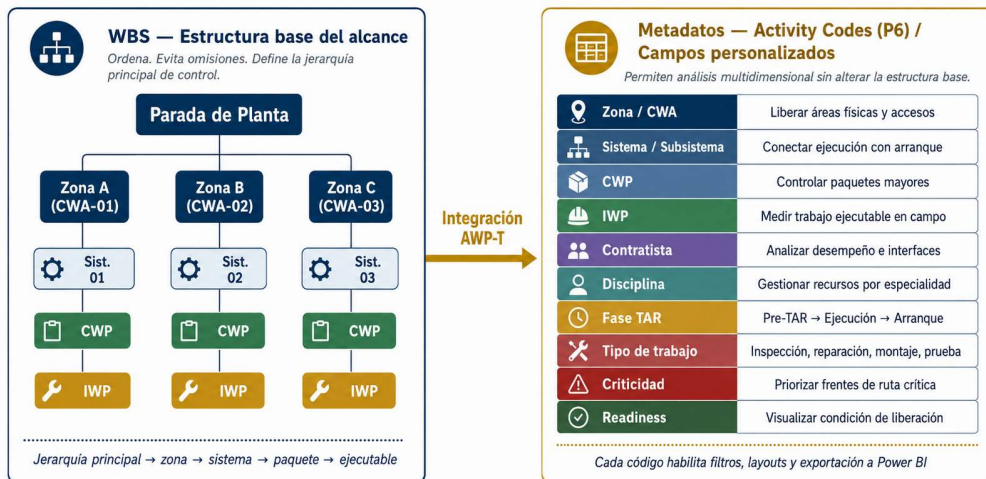 WBS — Estructura base del alcance
Ordena. Evita omisiones. Define la jerarquía
principal de control.
Parada de Planta
Zona A
(CWA-01)
Zona B
(CWA-02)
Zona C
(CWA-03)
Sist.
01
Sist.
02
Sist.
03
CWP
CWP
CWP
IWP
IWP
IWP
Jerarquía principal → zona → sistema → paquete → ejecutable
Integración
AWP-T
Metadatos — Activity Codes (P6) /
Campos personalizados
Permiten análisis multidimensional sin alterar la estructura base.
Zona / CWA
Liberar áreas físicas y accesos
Sistema / Subsistema
Conectar ejecución con arranque
CWP
Controlar paquetes mayores
IWP
Medir trabajo ejecutable en campo
Contratista
Analizar desempeño e interfaces
Disciplina
Gestionar recursos por especialidad
Fase TAR
Pre-TAR → Ejecución → Arranque
Tipo de trabajo
Inspección, reparación, montaje, prueba
Criticidad
Priorizar frentes de ruta crítica
Readiness
Visualizar condición de liberación
Cada código habilita filtros, layouts y exportación a Power BI